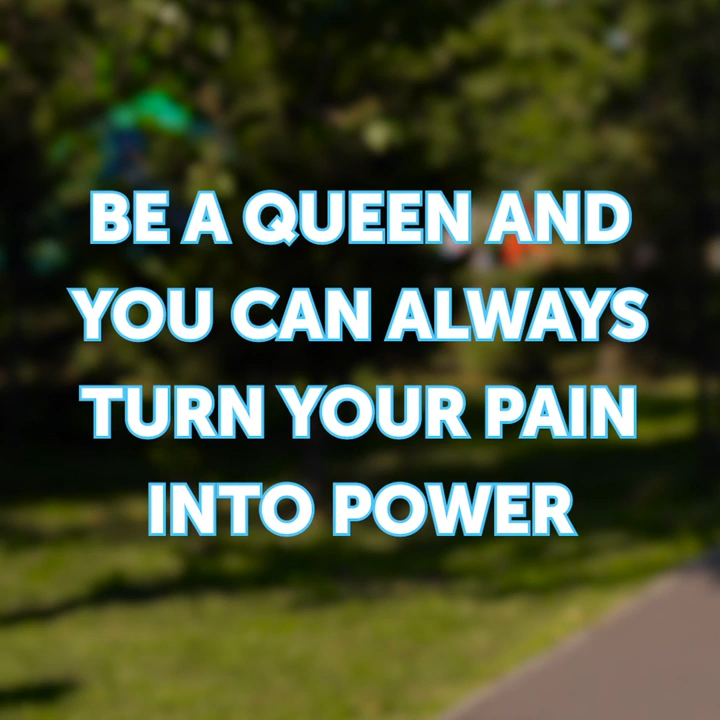 BE A QUEEN AND
YOU CAN ALWAYS
TURN YOUR PAIN
INTO POWER